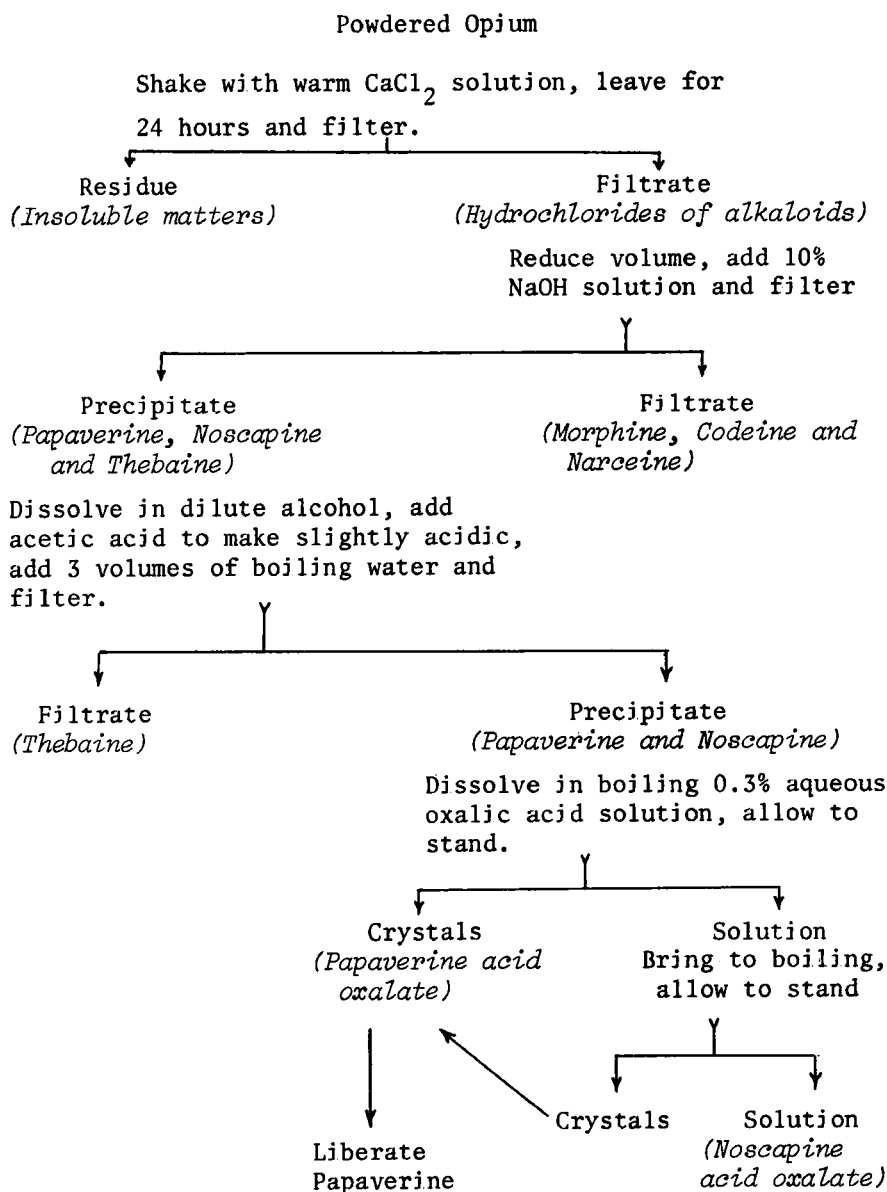 Powdered Opium
Shake with warm CaCl2 solution, leave for
24 hours and filter.
Residue
(Insoluble matters)
Filtrate
(Hydrochlorides of alkaloids)
Reduce volume, add 10%
NaOH solution and filter
Precipitate
(Papaverine, Noscapine
and Thebaine)
Filtrate
(Morphine, Codeine and
Narceine)
Dissolve in dilute alcohol, add
acetic acid to make slightly acidic,
add 3 volumes of boiling water and
filter.
Filtrate
(Thebaine)
Precipitate
(Papaverine and Noscapine)
Dissolve in boiling 0.3% aqueous
oxalic acid solution, allow to
stand.
Crystals
(Papaverine acid
oxalate)
Solution
Bring to boiling,
allow to stand
Liberate
Papaverine
Crystals
Solution
(Noscapine
acid oxalate)